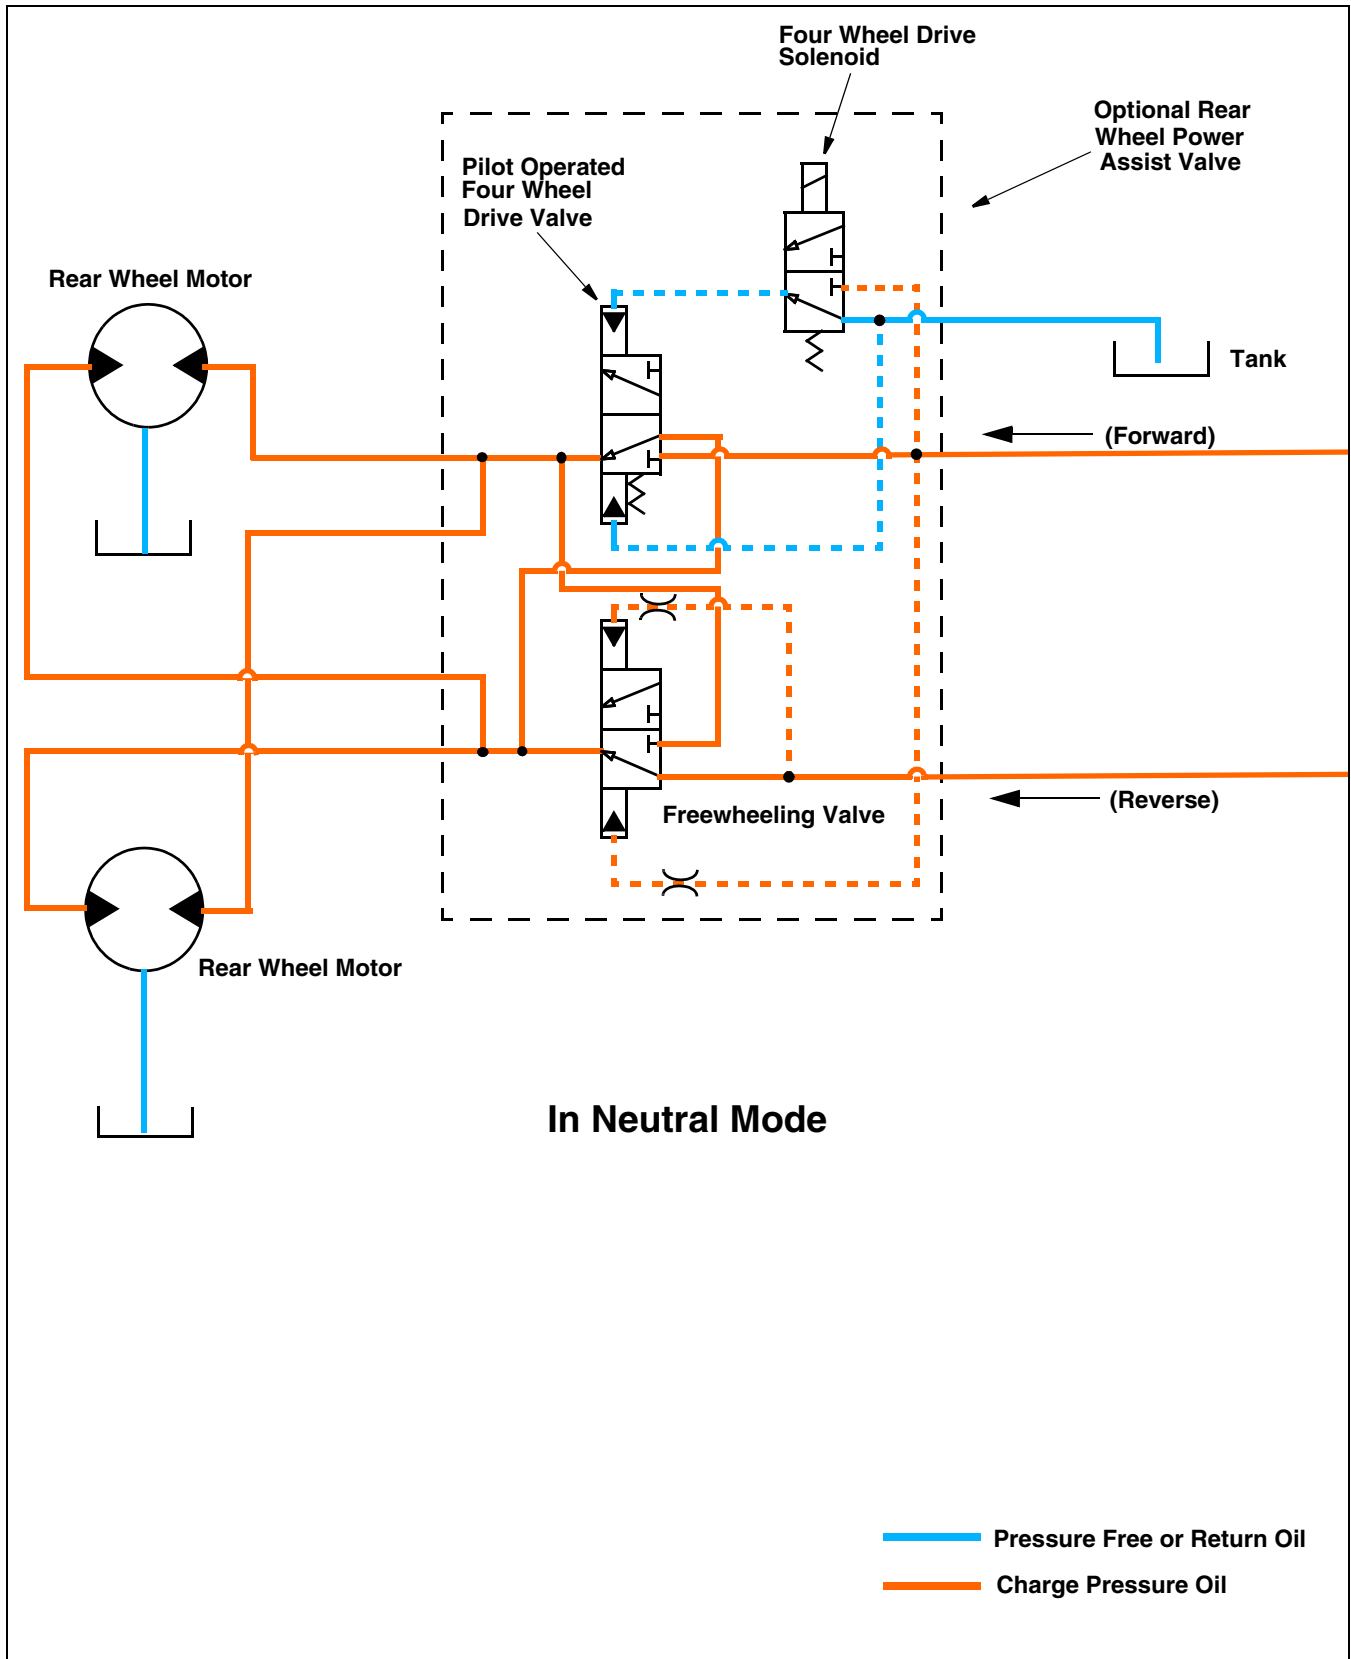 Four Wheel Drive
Solenoid
Optional Rear
Wheel Power
Assist Valve
Pilot Operated
Four Wheel
Drive Valve
Rear Wheel Motor
Tank
(Forward)
(Reverse)
Freewheeling Valve
Rear Wheel Motor
In Neutral Mode
Pressure Free or Return Oil
Charge Pressure Oil